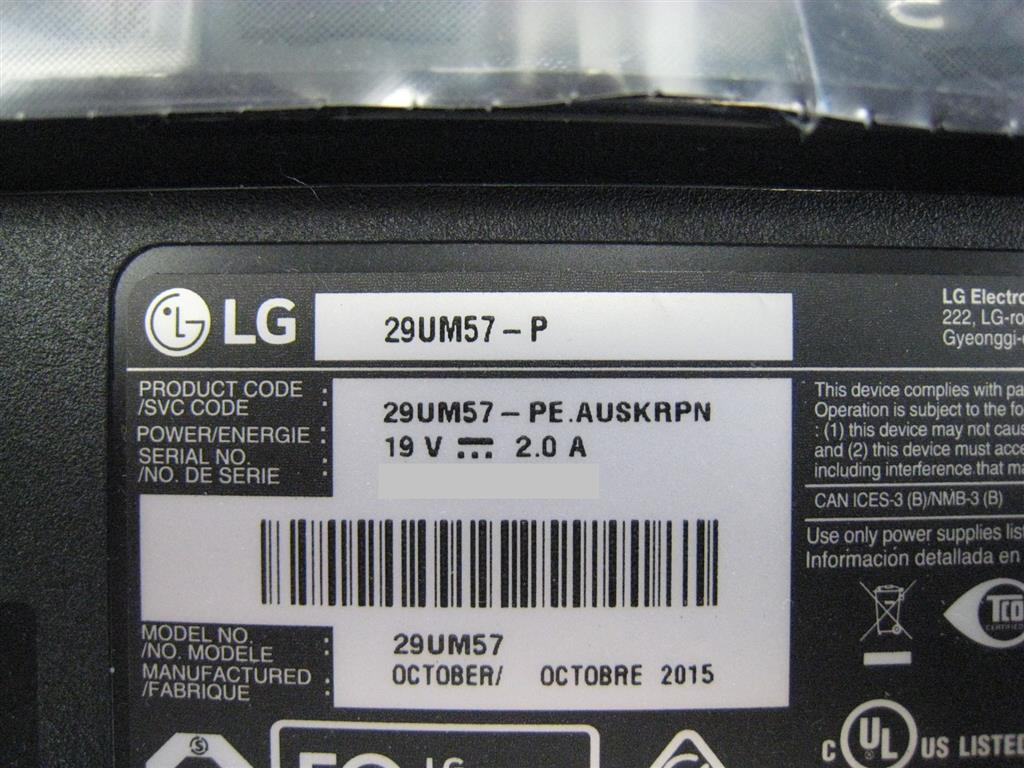 LG 29UM57-P
LG Electro
222, LG-ro
Gyeonggi-
PRODUCT CODE :
/SVC CODE
29UM57-PE.AUSKRPN
POWER/ENERGIE :
19 V 2.0 A
SERIAL NO. :
/NO. DE SERIE
MODEL NO. :
/NO. MODELE
29UM57
MANUFACTURED :
/FABRIQUE
OCTOBER/ OCTOBRE 2015
This device complies with pa
Operation is subject to the fo
: (1) this device may not caus
and (2) this device must acce
including interference that ma
CAN ICES-3 (B)/NMB-3 (B)
Use only power supplies list
Información detallada en
TCO
CERTIFIED
C UL US LISTED